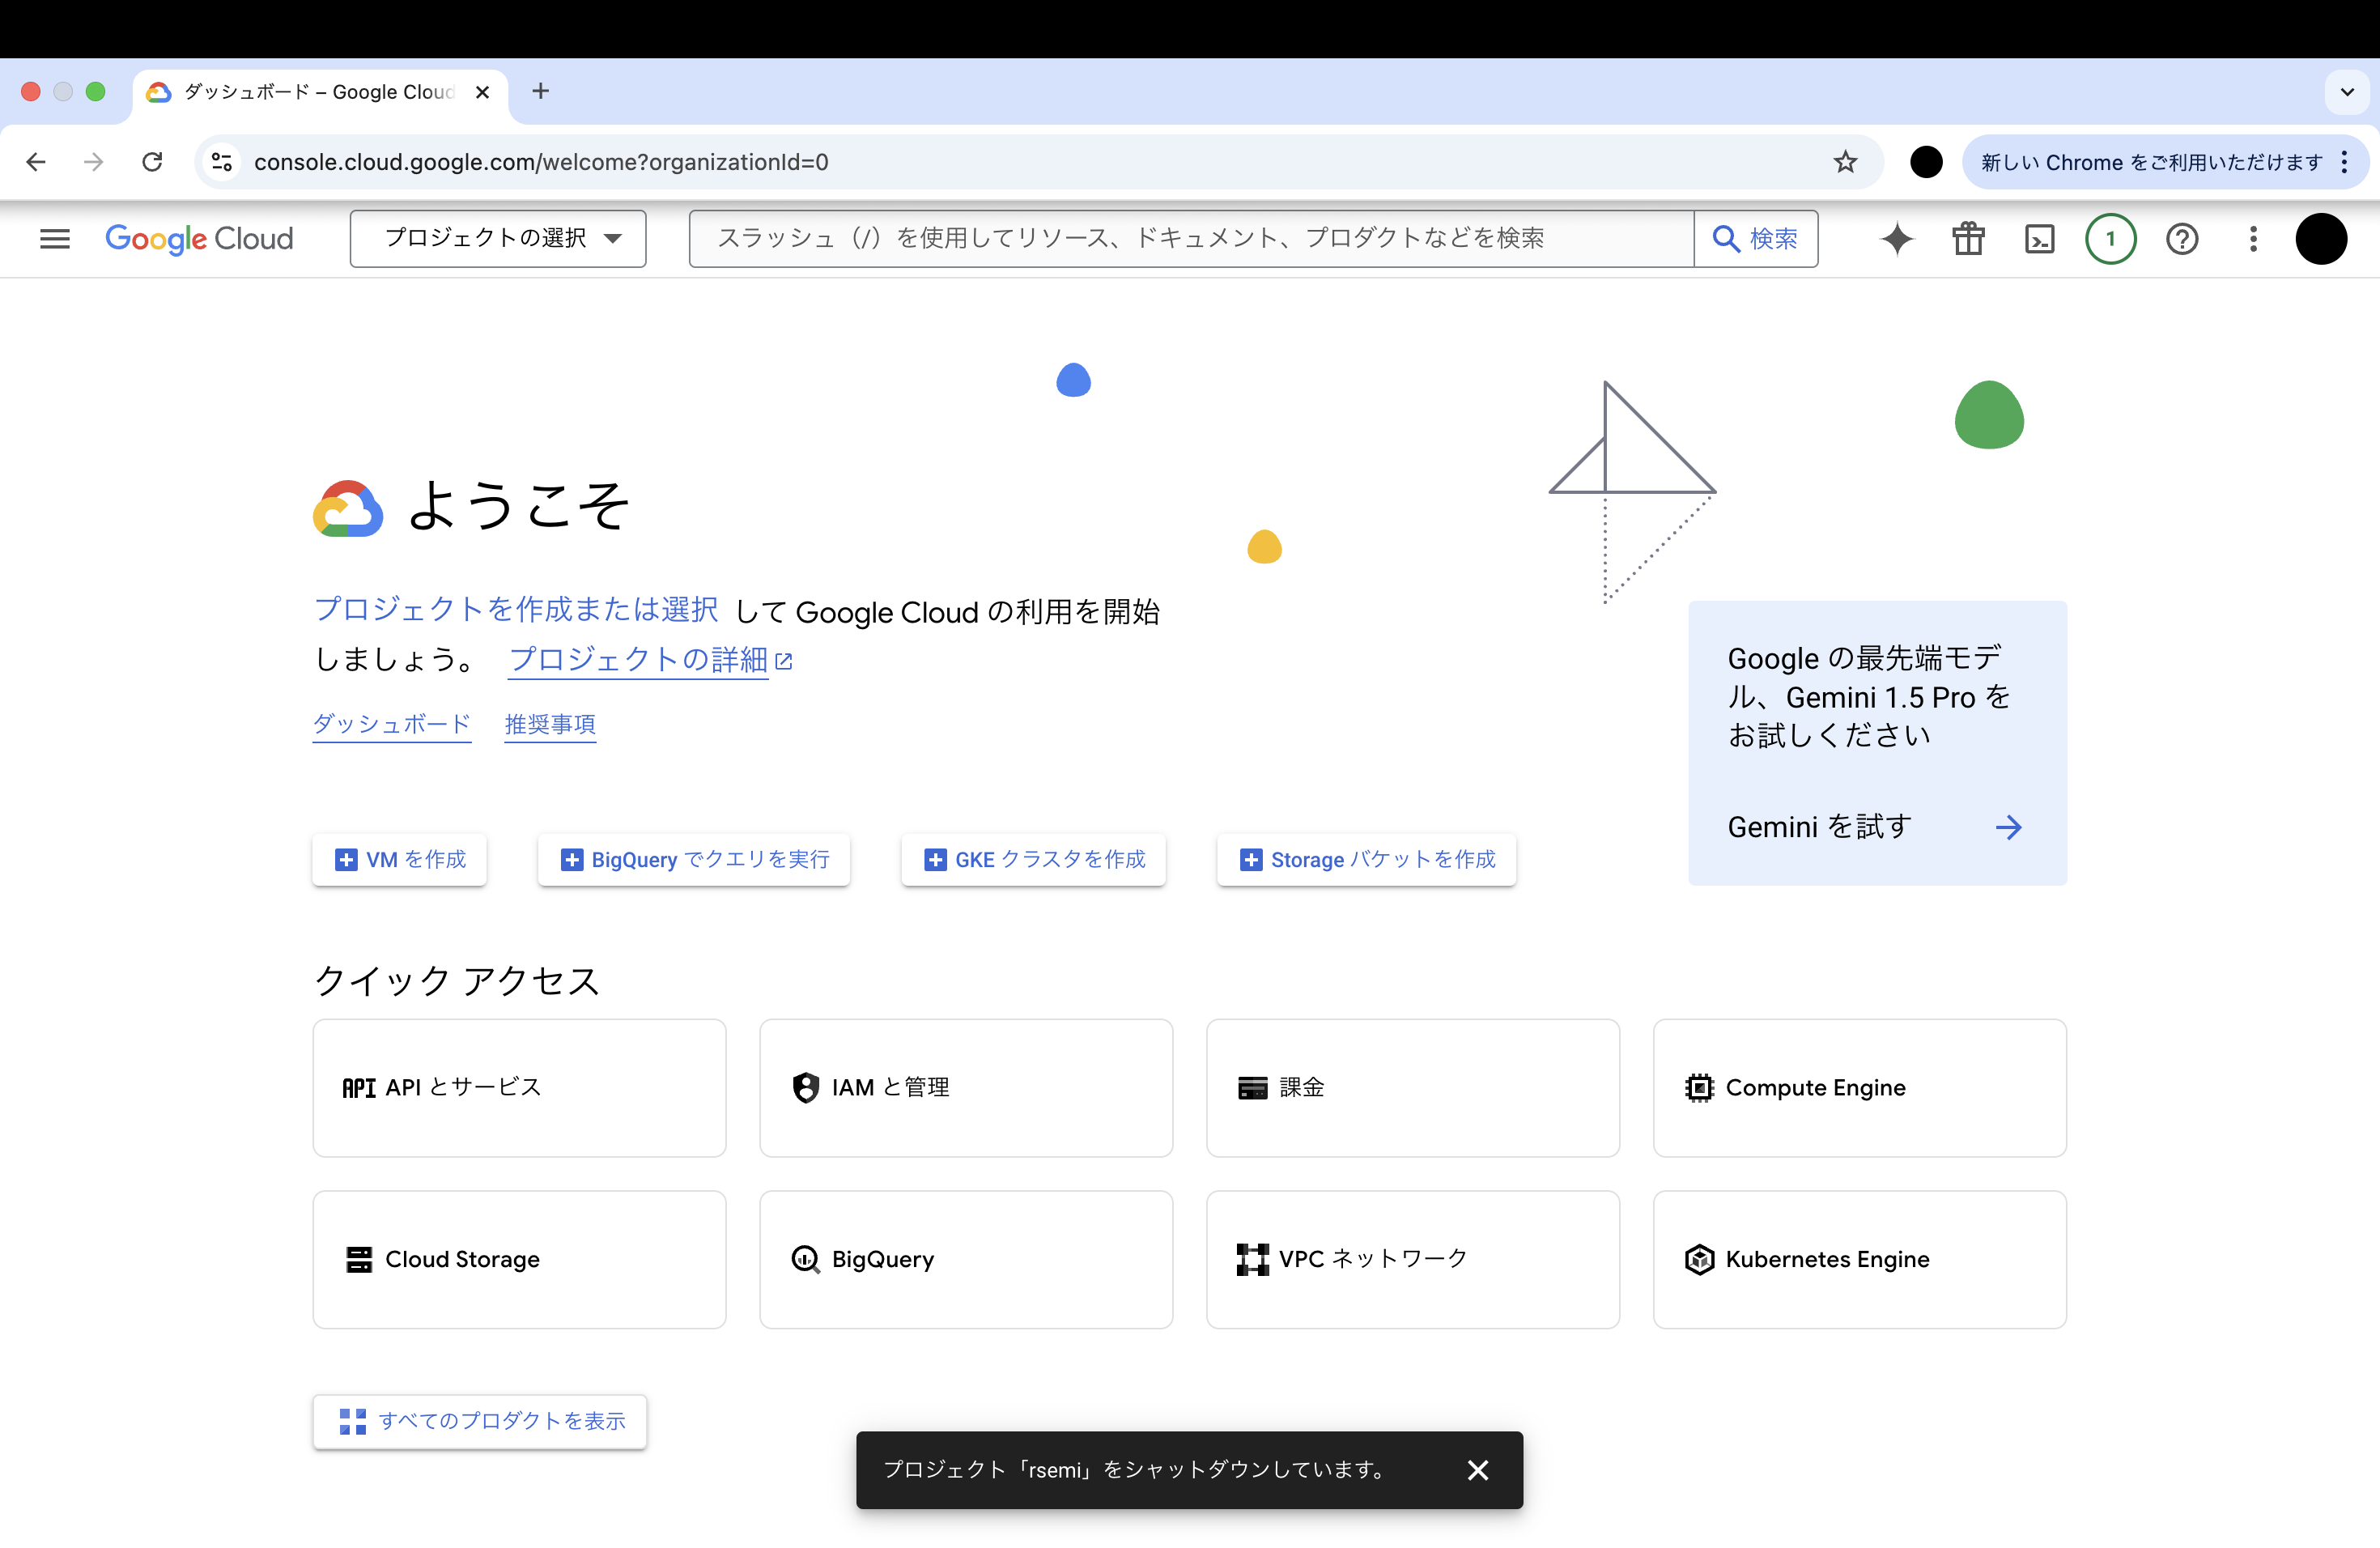 ダッシュボード – Google Cloud
console.cloud.google.com/welcome?organizationId=0
新しい Chrome をご利用いただけます
Google Cloud
プロジェクトの選択
スラッシュ（/）を使用してリソース、ドキュメント、プロダクトなどを検索
検索
1
ようこそ
プロジェクトを作成または選択 して Google Cloud の利用を開始
しましょう。 プロジェクトの詳細
ダッシュボード 推奨事項
Google の最先端モデ
ル、Gemini 1.5 Pro を
お試しください
Gemini を試す
VM を作成
BigQuery でクエリを実行
GKE クラスタを作成
Storage バケットを作成
クイック アクセス
API API とサービス
IAM と管理
課金
Compute Engine
Cloud Storage
BigQuery
VPC ネットワーク
Kubernetes Engine
すべてのプロダクトを表示
プロジェクト「rsemi」をシャットダウンしています。